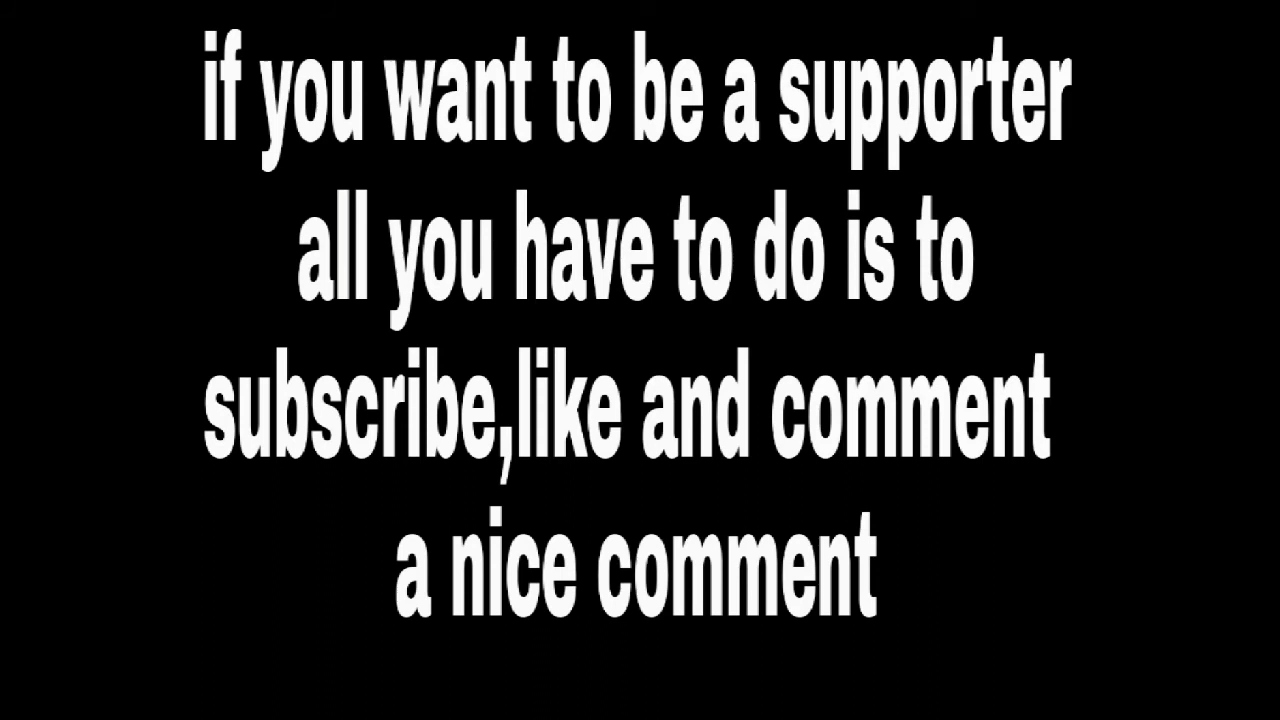 if you want to be a supporter
all you have to do is to
subscribe,like and comment
a nice comment